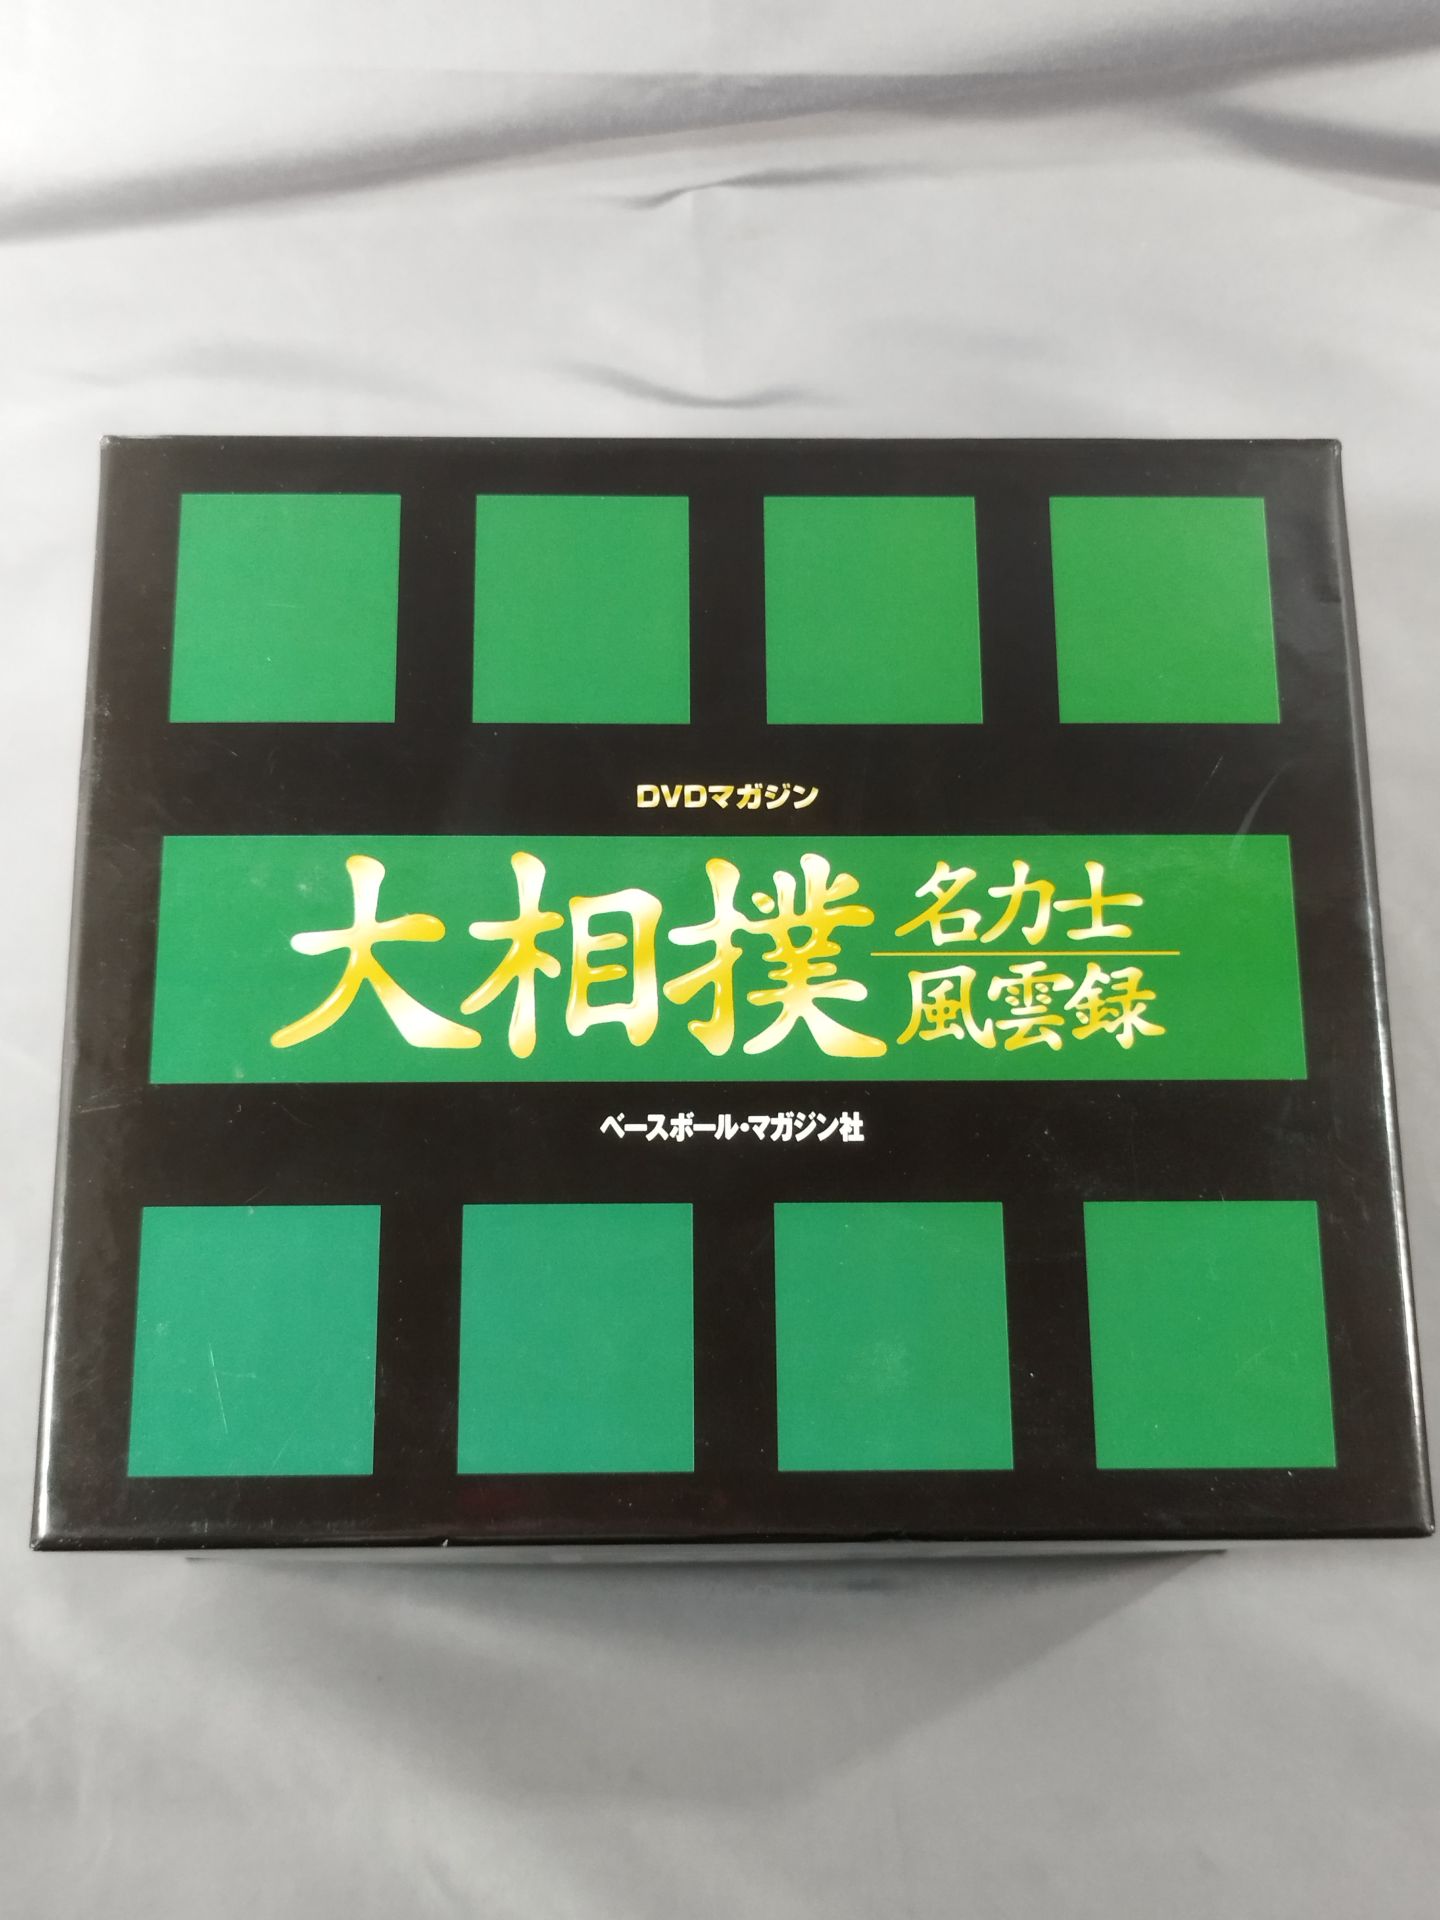 DVDマガジン
大相撲 名力士
風雲録
ベースボール・マガジン社